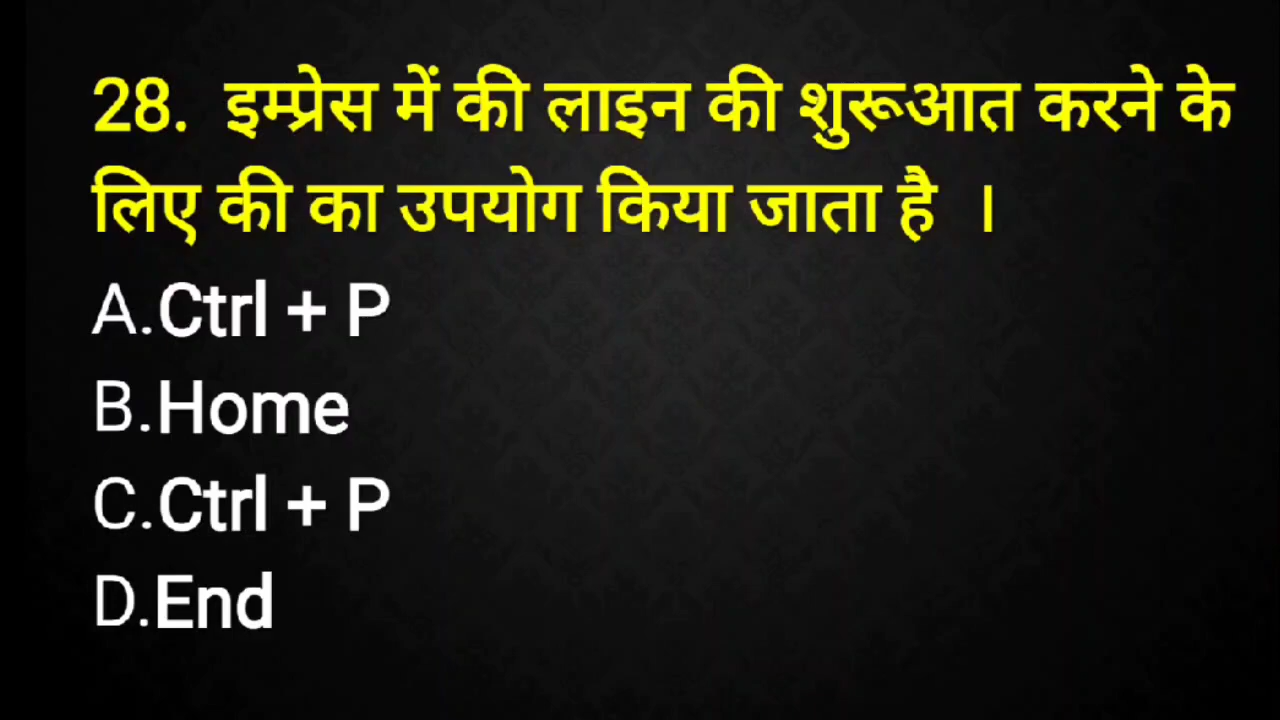 28. इम्प्रेस में की लाइन की शुरूआत करने के
लिए की का उपयोग किया जाता है ।
A.Ctrl + P
B.Home
C.Ctrl + P
D.End